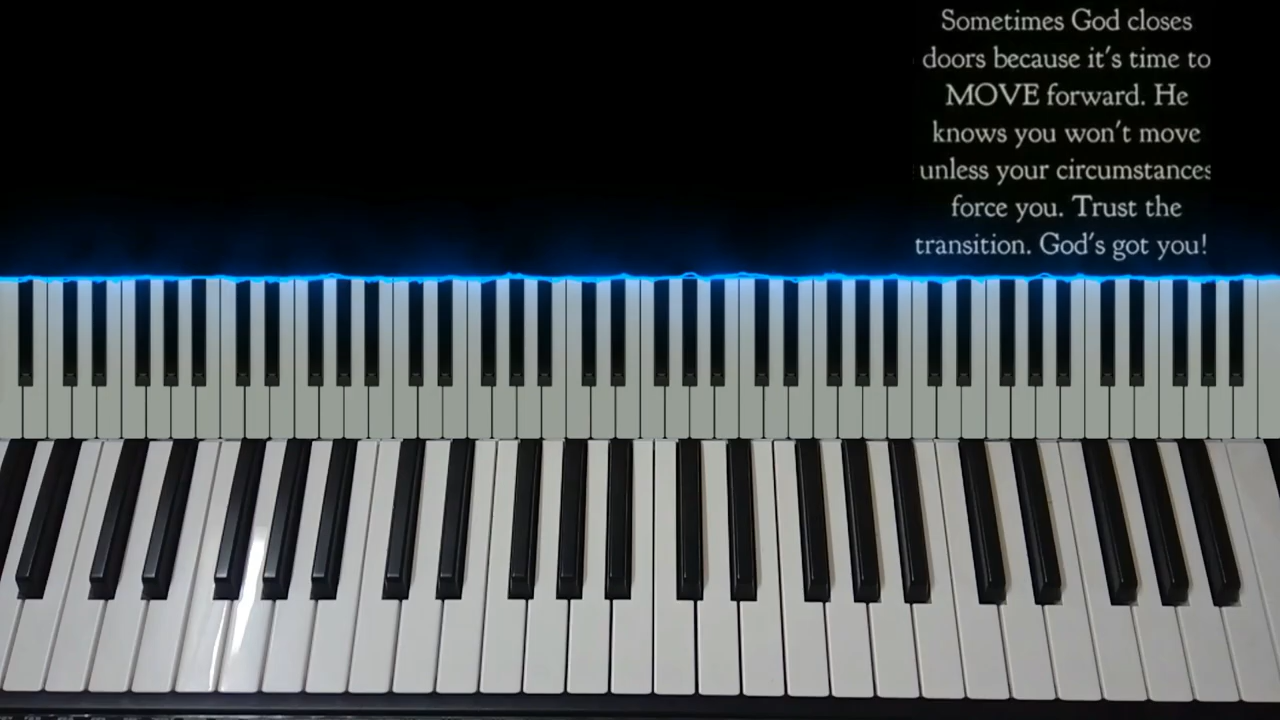 Sometimes God closes
doors because it's time to
MOVE forward. He
knows you won't move
unless your circumstances
force you. Trust the
transition. God's got you!